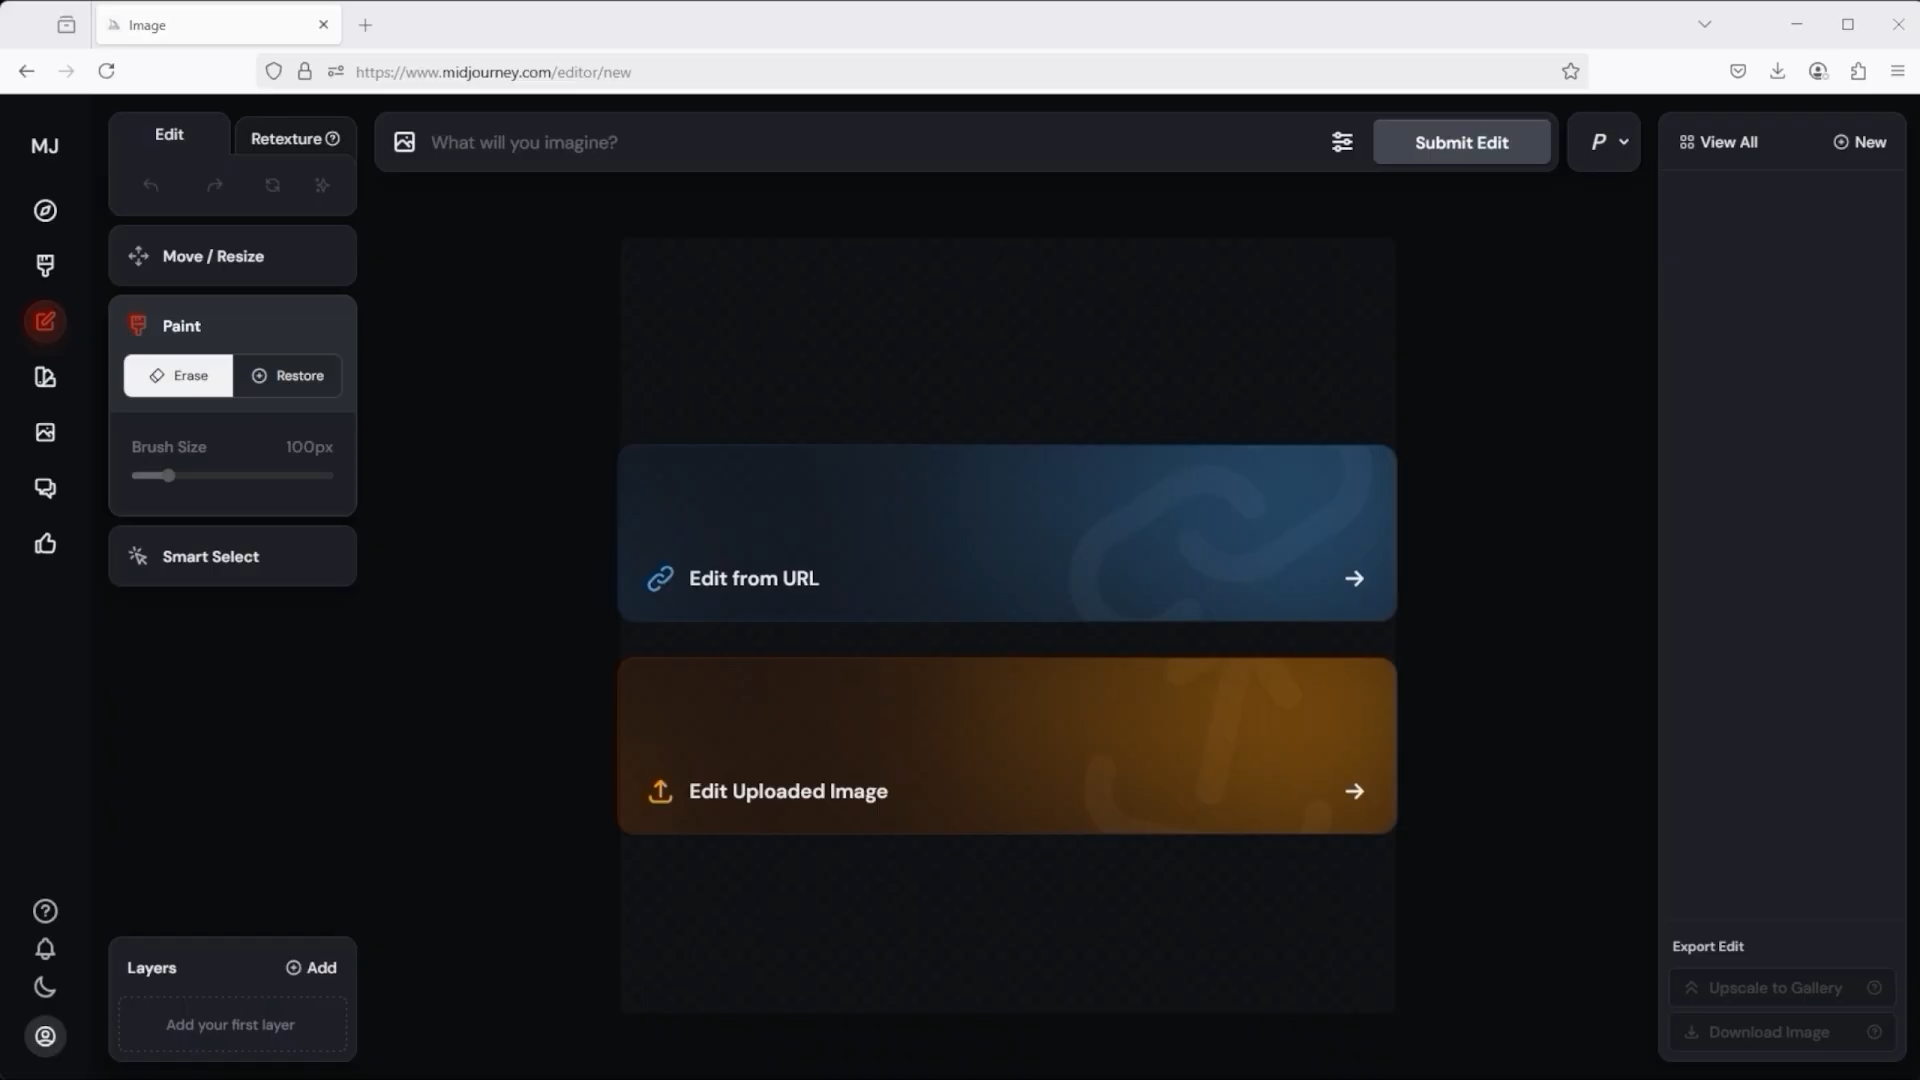 Image
https://www.midjourney.com/editor/new
MJ
Edit
Retexture
What will you imagine?
Submit Edit
P
View All
New
Move / Resize
Paint
Erase
Restore
Brush Size 100px
Smart Select
Edit from URL
Edit Uploaded Image
Layers
Add
Add your first layer
Export Edit
Upscale to Gallery
Download Image